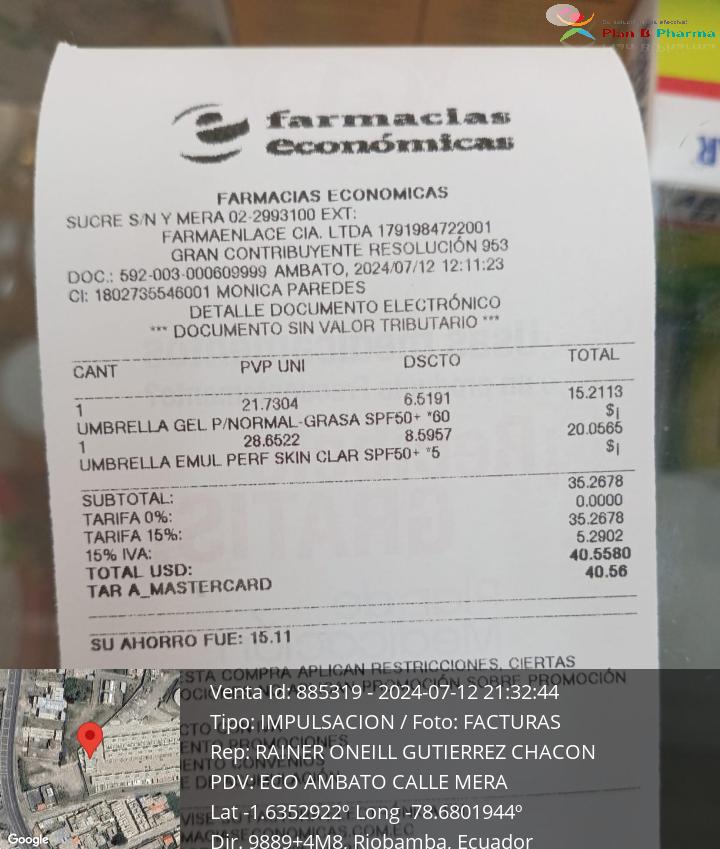 Su solución más efectiva!
Plan B Pharma
farmacias
económicas
FARMACIAS ECONOMICAS
SUCRE S/N Y MERA 02-2993100 EXT:
FARMAENLACE CIA. LTDA 1791984722001
GRAN CONTRIBUYENTE RESOLUCIÓN 953
DOC.: 592-003-000609999 AMBATO, 2024/07/12 12:11:23
CI: 1802735546001 MONICA PAREDES
DETALLE DOCUMENTO ELECTRÓNICO
*** DOCUMENTO SIN VALOR TRIBUTARIO ***
CANT PVP UNI DSCTO TOTAL
1 21.7304 6.5191 15.2113
UMBRELLA GEL P/NORMAL-GRASA SPF50+ *60 $¡
1 28.6522 8.5957 20.0565
UMBRELLA EMUL PERF SKIN CLAR SPF50+ *5 $¡
SUBTOTAL: 35.2678
TARIFA 0%: 0.0000
TARIFA 15%: 35.2678
15% IVA: 5.2902
TOTAL USD: 40.5580
TAR A_MASTERCARD 40.56
SU AHORRO FUE: 15.11
STA COMPRA APLICAN RESTRICCIONES, CIERTAS
PROMOCIÓN SOBRE PROMOCIÓN
Venta Id: 885319 - 2024-07-12 21:32:44
Tipo: IMPULSACION / Foto: FACTURAS
Rep: RAINER ONEILL GUTIERREZ CHACON
PDV: ECO AMBATO CALLE MERA
Lat -1.6352922º Long -78.6801944º
Dir. 9889+4M8, Riobamba, Ecuador
Google